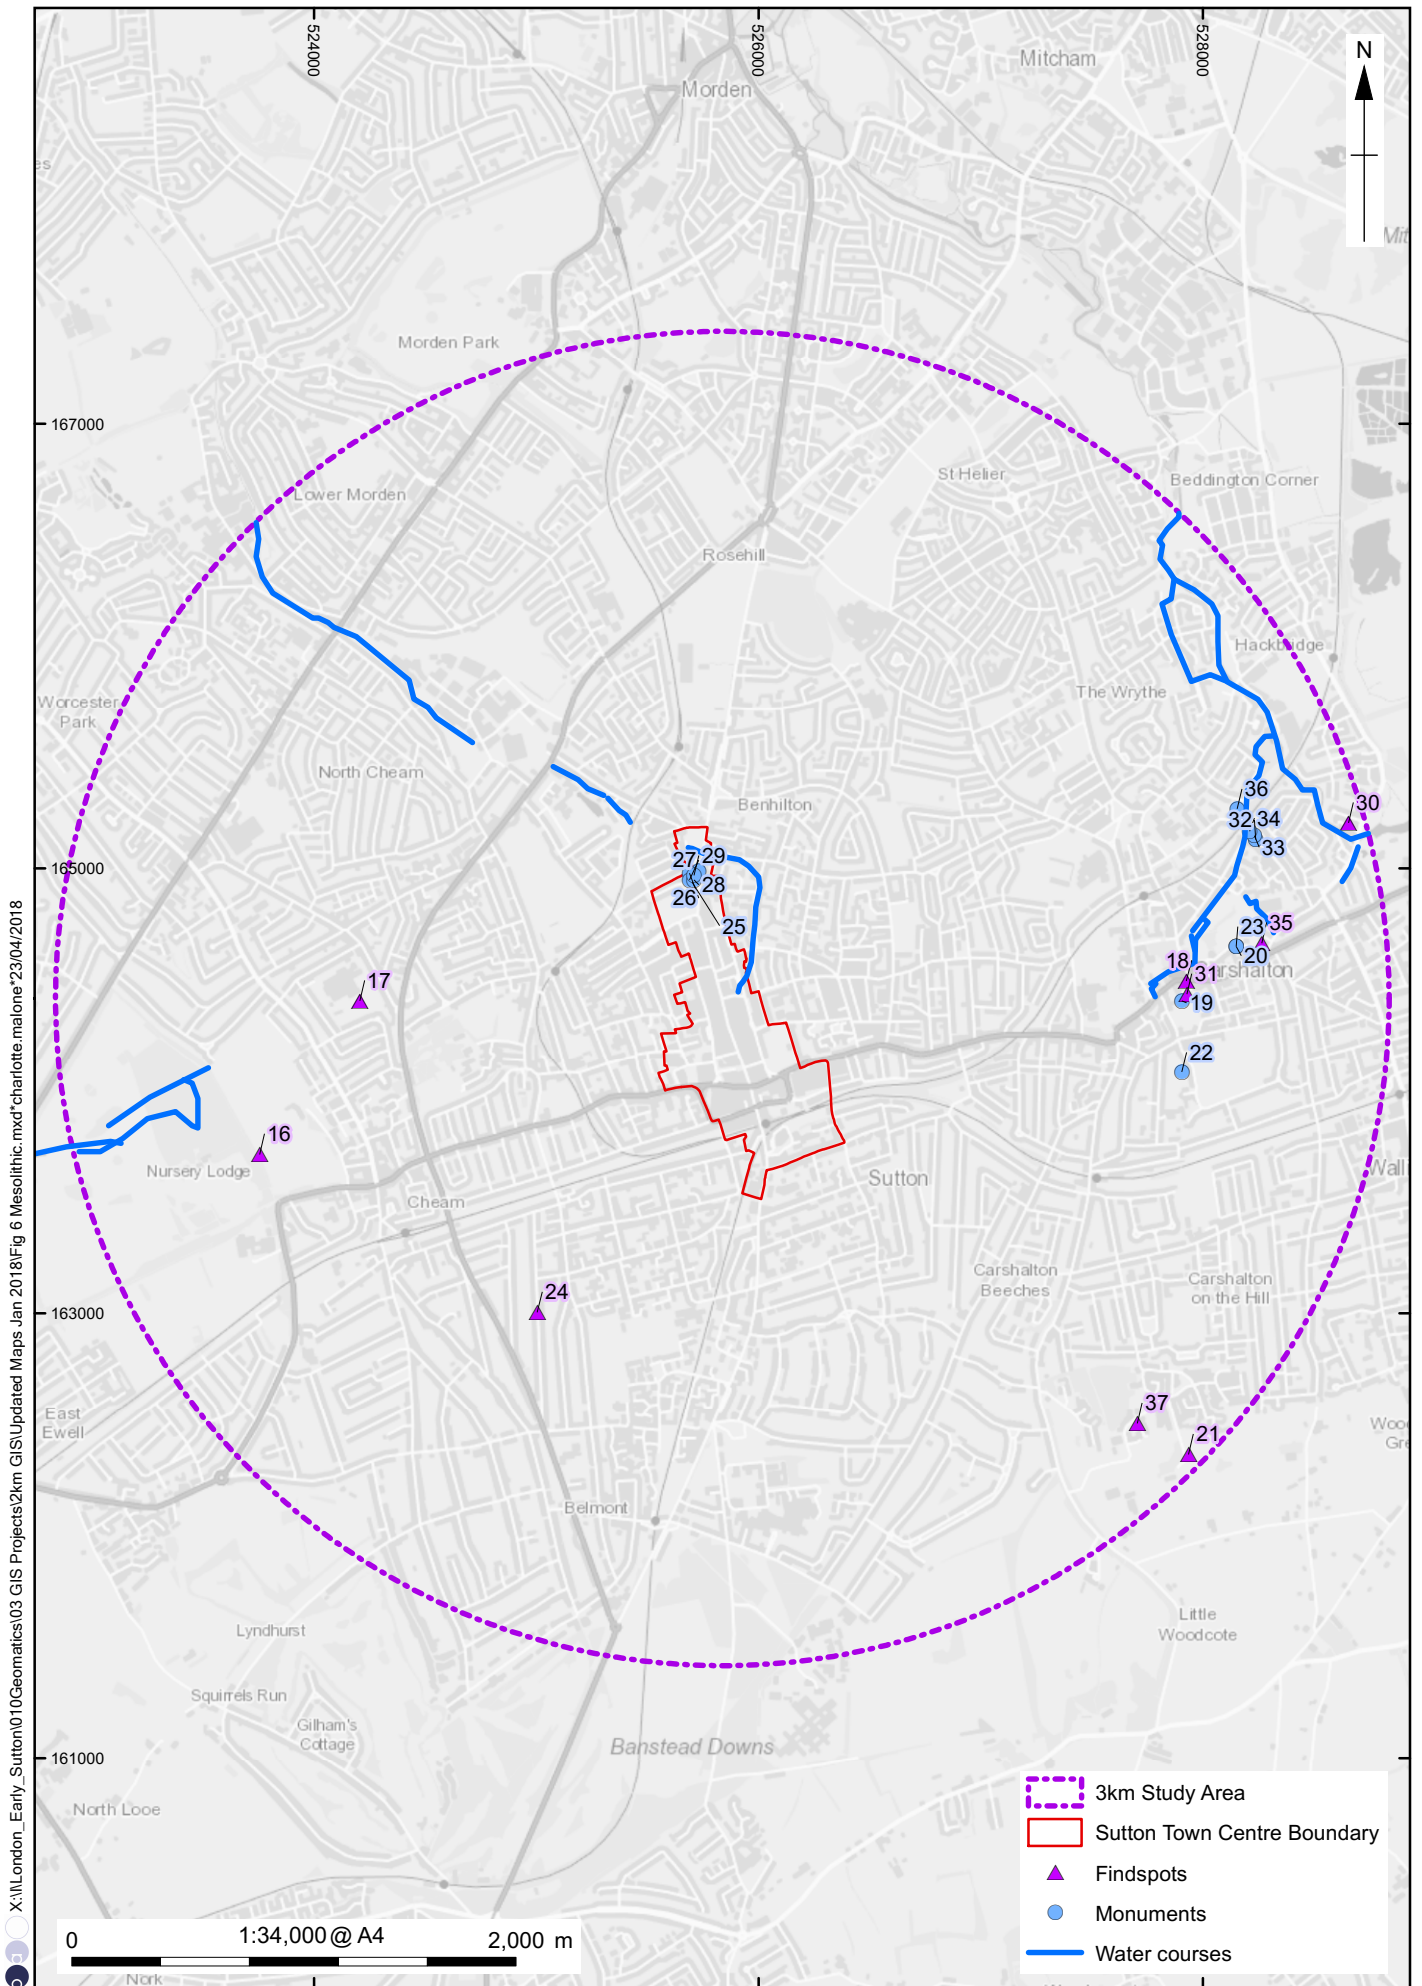 524000
526000
528000
N
Mitcham
Morden
Morden Park
167000
St Helier
Beddington Corner
Lower Morden
Rosehill
Hackbridge
The Wrythe
Worcester
Park
North Cheam
36
Benhilton
30
32
34
33
27
29
165000
28
26
25
35
23
20
18
31
Carshalton
17
19
22
16
Nursery Lodge
Sutton
Cheam
Carshalton
Beeches
Carshalton
on the Hill
24
163000
37
East
Ewell
21
Belmont
Little
Woodcote
Lyndhurst
Squirrels Run
Gilham's
Cottage
Banstead Downs
161000
North Looe
3km Study Area
Sutton Town Centre Boundary
Findspots
Monuments
Water courses
0
1:34,000 @ A4
2,000 m
Nork
X:\I\London_Early_Sutton\010Geomatics\03 GIS Projects\2km GIS\Updated Maps Jan 2018\Fig 6 Mesolithic.mxd*charlotte.malone*23/04/2018